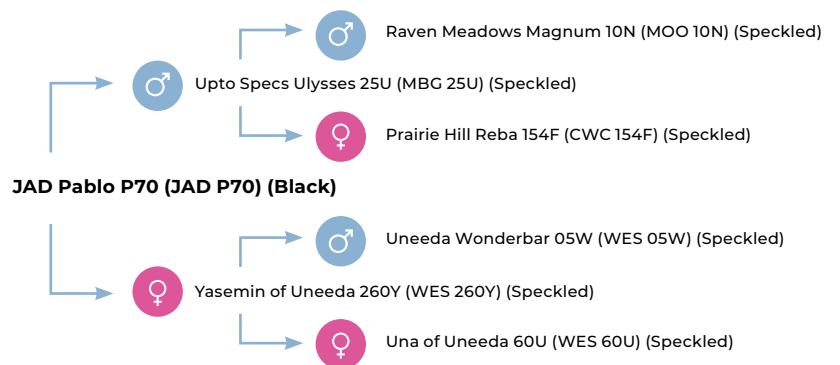 Raven Meadows Magnum 10N (MOO 10N) (Speckled)
Upto Specs Ulysses 25U (MBG 25U) (Speckled)
Prairie Hill Reba 154F (CWC 154F) (Speckled)
JAD Pablo P70 (JAD P70) (Black)
Uneeda Wonderbar 05W (WES 05W) (Speckled)
Yasemin of Uneeda 260Y (WES 260Y) (Speckled)
Una of Uneeda 60U (WES 60U) (Speckled)